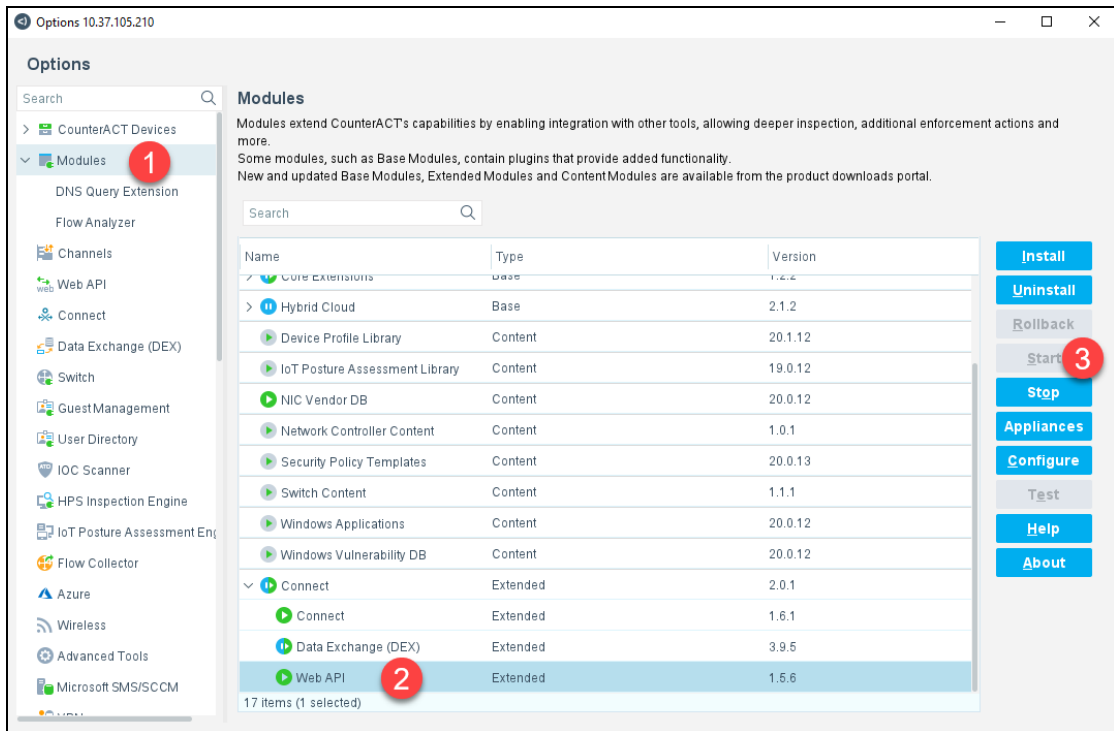 Options 10.37.105.210
Options
Search
CounterACT Devices
Modules
1
DNS Query Extension
Flow Analyzer
Channels
Web API
Connect
Data Exchange (DEX)
Switch
Guest Management
User Directory
IOC Scanner
HPS Inspection Engine
IoT Posture Assessment Eng
Flow Collector
Azure
Wireless
Advanced Tools
Microsoft SMS/SCCM
Modules
Modules extend CounterACT's capabilities by enabling integration with other tools, allowing deeper inspection, additional enforcement actions and
more.
Some modules, such as Base Modules, contain plugins that provide added functionality.
New and updated Base Modules, Extended Modules and Content Modules are available from the product downloads portal.
Search
Name Type Version
Core Extensions Base 1.2.2
Hybrid Cloud Base 2.1.2
Device Profile Library Content 20.1.12
IoT Posture Assessment Library Content 19.0.12
NIC Vendor DB Content 20.0.12
Network Controller Content Content 1.0.1
Security Policy Templates Content 20.0.13
Switch Content Content 1.1.1
Windows Applications Content 20.0.12
Windows Vulnerability DB Content 20.0.12
Connect Extended 2.0.1
Connect Extended 1.6.1
Data Exchange (DEX) Extended 3.9.5
Web API 2 Extended 1.5.6
17 items (1 selected)
Install
Uninstall
Rollback
Start 3
Stop
Appliances
Configure
Test
Help
About